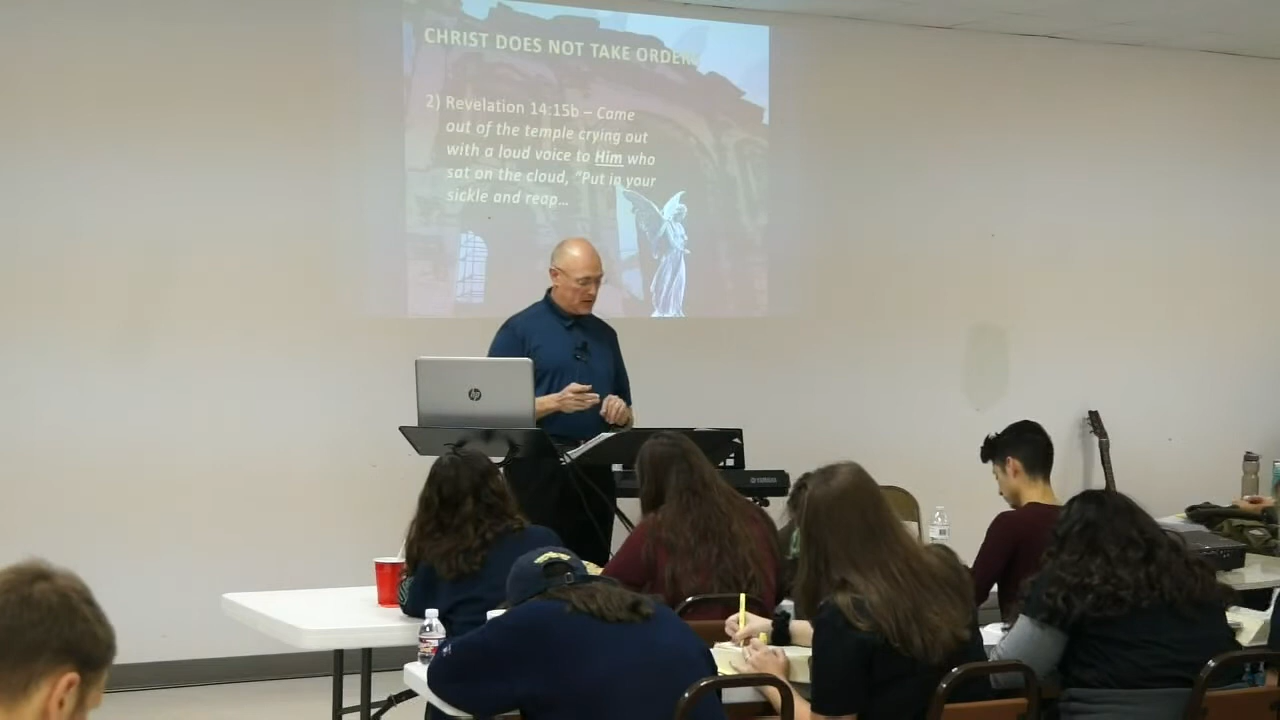 CHRIST DOES NOT TAKE ORDERS
2) Revelation 14:15b – Came
out of the temple crying out
with a loud voice to Him who
sat on the cloud, "Put in your
sickle and reap…
hp
YAMAHA